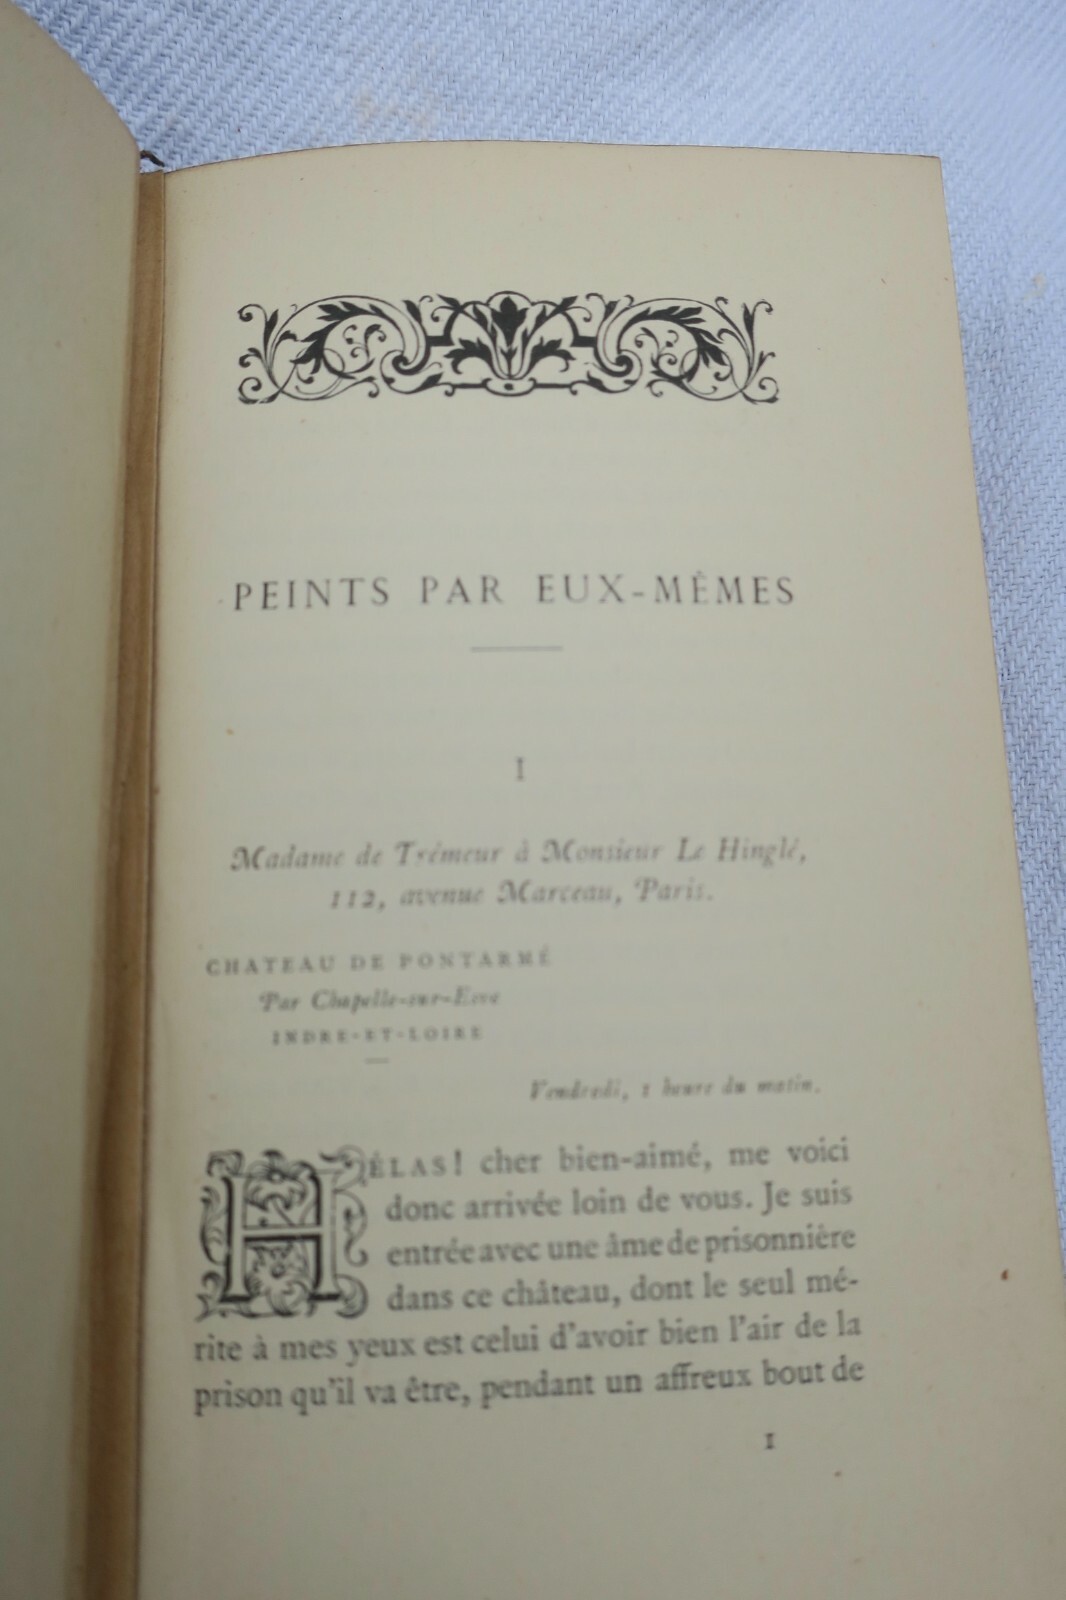 PEINTS PAR EUX-MÊMES
I
Madame de Trémeur à Monsieur Le Hinglé,
112, avenue Marceau, Paris.
CHATEAU DE PONTARMÉ
Par Chapelle-sur-Erve
INDRE-ET-LOIRE
Vendredi, 1 heure du matin.
HÉLAS! cher bien-aimé, me voici
donc arrivée loin de vous. Je suis
entrée avec une âme de prisonnière
dans ce château, dont le seul mé-
rite à mes yeux est celui d'avoir bien l'air de la
prison qu'il va être, pendant un affreux bout de
1